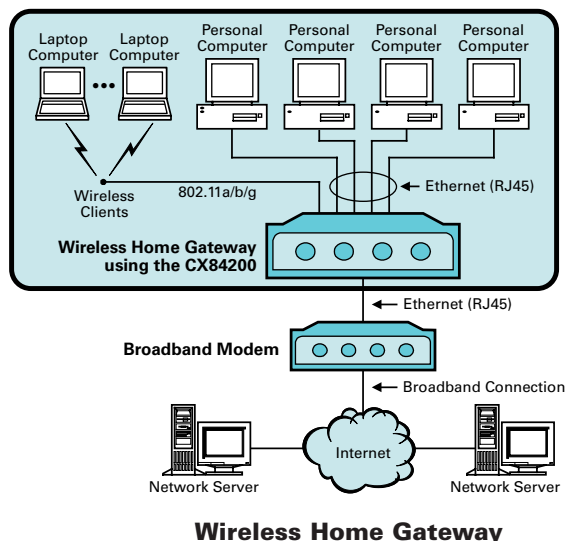 Laptop Computer
Laptop Computer
Personal Computer
Personal Computer
Personal Computer
Personal Computer
Wireless Clients
802.11a/b/g
Ethernet (RJ45)
Wireless Home Gateway
using the CX84200
Ethernet (RJ45)
Broadband Modem
Broadband Connection
Internet
Network Server
Network Server
Wireless Home Gateway